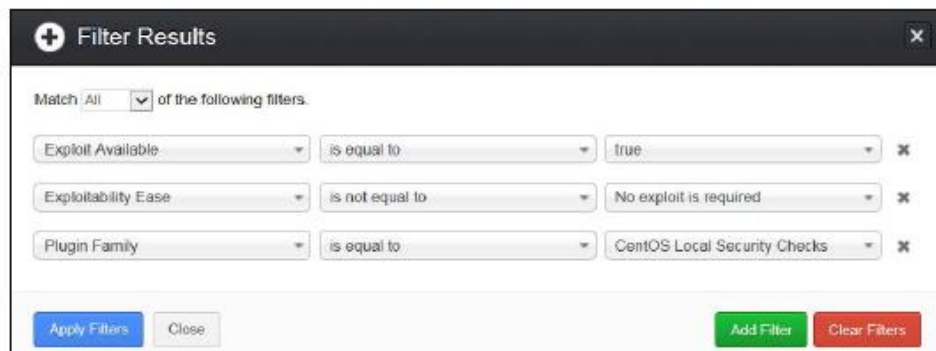 Filter Results
Match All of the following filters.
Exploit Available is equal to true
Exploitability Ease is not equal to No exploit is required
Plugin Family is equal to CentOS Local Security Checks
Apply Filters Close Add Filter Clear Filters